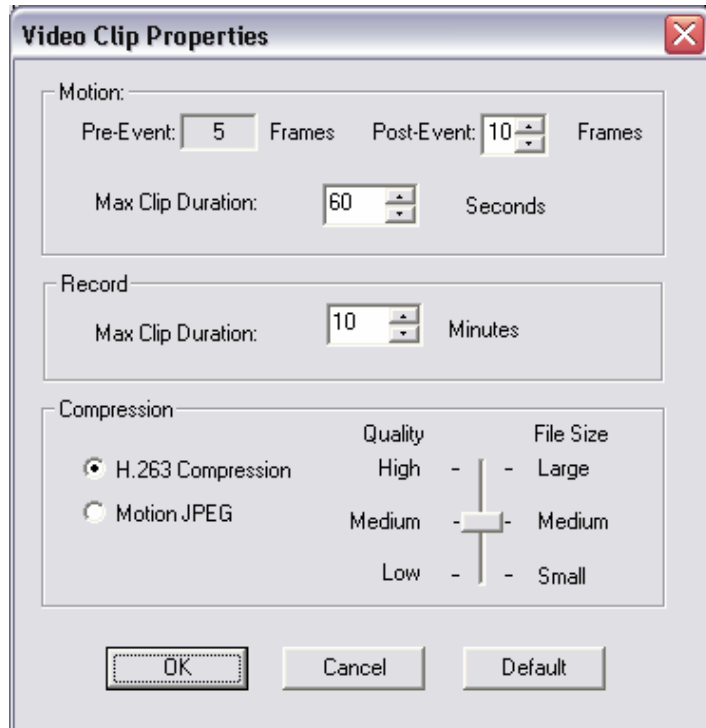 Video Clip Properties
Motion:
Pre-Event: 5 Frames Post-Event: 10 Frames
Max Clip Duration: 60 Seconds
Record
Max Clip Duration: 10 Minutes
Compression
Quality File Size
H.263 Compression High - - Large
Motion JPEG Medium - - Medium
Low - - Small
OK Cancel Default